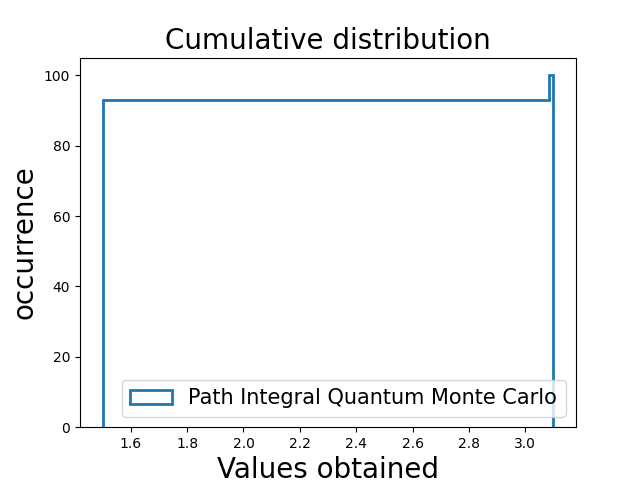 Cumulative distribution
occurrence
100
80
60
40
20
0
Path Integral Quantum Monte Carlo
1.6 1.8 2.0 2.2 2.4 2.6 2.8 3.0
Values obtained